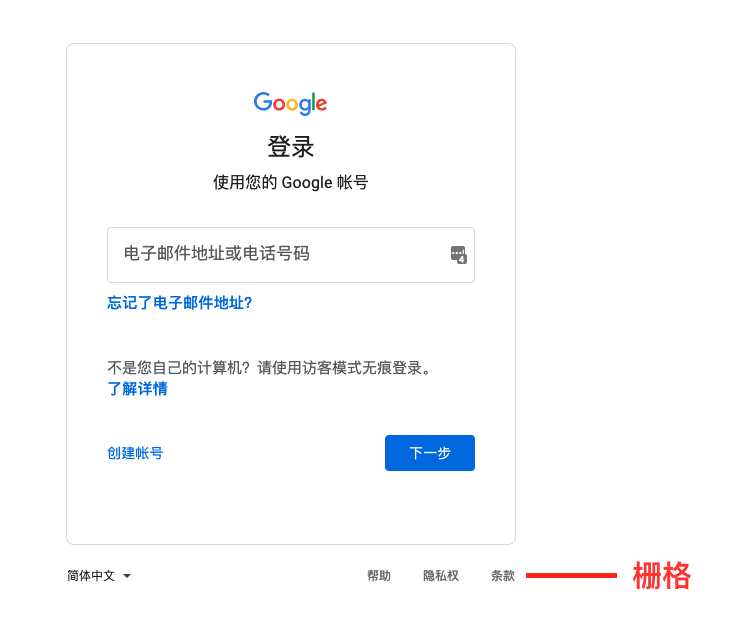 Google
登录
使用您的 Google 帐号
电子邮件地址或电话号码
4
忘记了电子邮件地址?
不是您自己的计算机？请使用访客模式无痕登录。
了解详情
创建帐号
下一步
简体中文
帮助
隐私权
条款
栅格